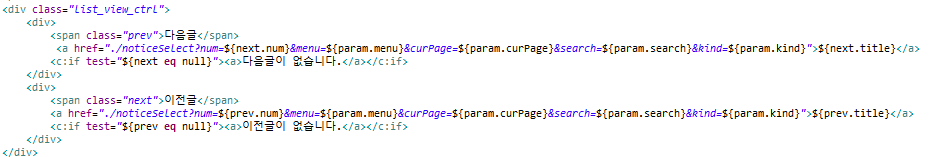 <div class="list_view_ctrl">
<div>
<span class="prev">다음글</span>
<a href="./noticeSelect?num=${next.num}&menu=${param.menu}&curPage=${param.curPage}&search=${param.search}&kind=${param.kind}">${next.title}</a>
<c:if test="${next eq null}"><a>다음글이 없습니다.</a></c:if>
</div>
<div>
<span class="next">이전글</span>
<a href="./noticeSelect?num=${prev.num}&menu=${param.menu}&curPage=${param.curPage}&search=${param.search}&kind=${param.kind}">${prev.title}</a>
<c:if test="${prev eq null}"><a>이전글이 없습니다.</a></c:if>
</div>
</div>